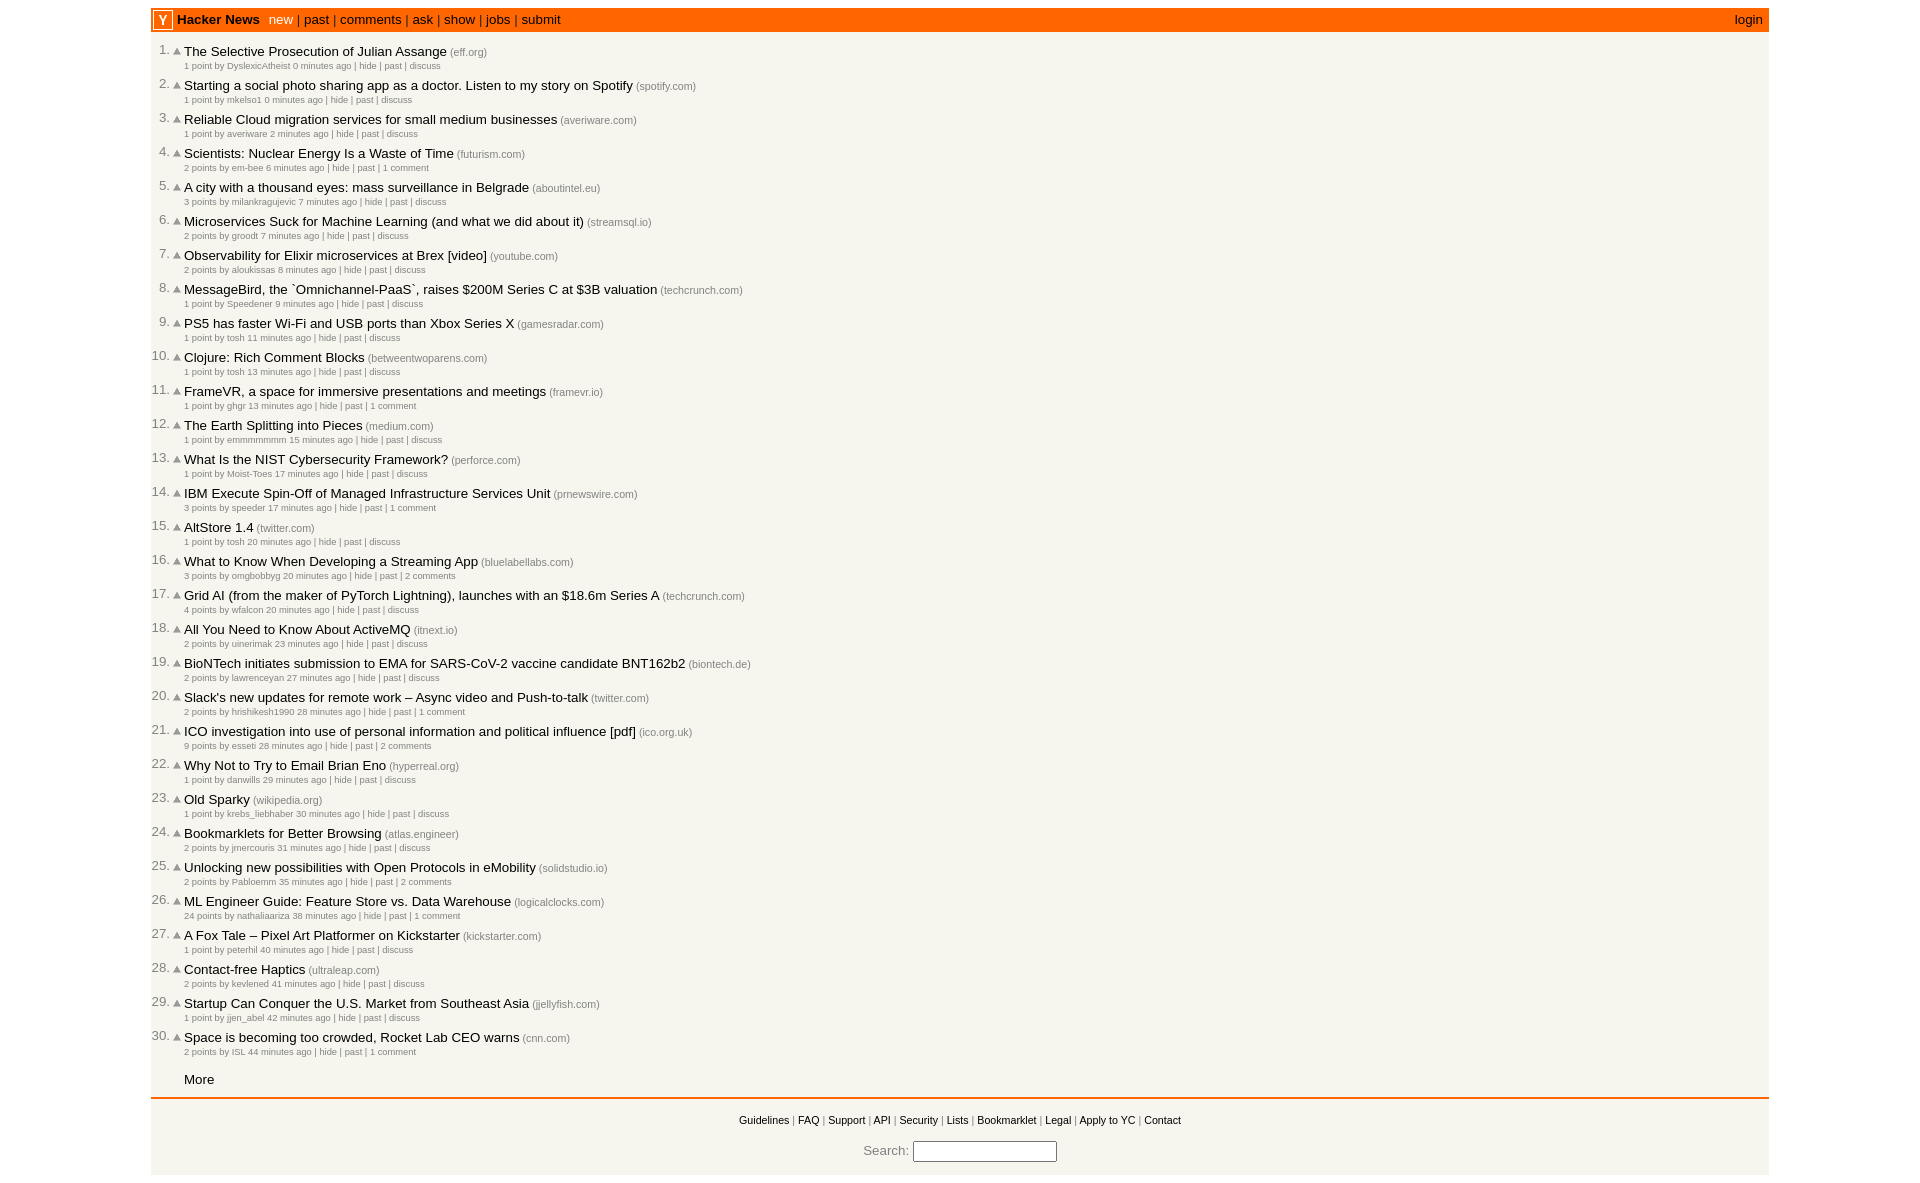 Y Hacker News new | past | comments | ask | show | jobs | submit login
1. The Selective Prosecution of Julian Assange (eff.org)
1 point by DyslexicAtheist 0 minutes ago | hide | past | discuss
2. Starting a social photo sharing app as a doctor. Listen to my story on Spotify (spotify.com)
1 point by mkelso1 0 minutes ago | hide | past | discuss
3. Reliable Cloud migration services for small medium businesses (averiware.com)
1 point by averiware 2 minutes ago | hide | past | discuss
4. Scientists: Nuclear Energy Is a Waste of Time (futurism.com)
2 points by em-bee 6 minutes ago | hide | past | 1 comment
5. A city with a thousand eyes: mass surveillance in Belgrade (aboutintel.eu)
3 points by milankragujevic 7 minutes ago | hide | past | discuss
6. Microservices Suck for Machine Learning (and what we did about it) (streamsql.io)
2 points by groodt 7 minutes ago | hide | past | discuss
7. Observability for Elixir microservices at Brex [video] (youtube.com)
2 points by aloukissas 8 minutes ago | hide | past | discuss
8. MessageBird, the `Omnichannel-PaaS`, raises $200M Series C at $3B valuation (techcrunch.com)
1 point by Speedener 9 minutes ago | hide | past | discuss
9. PS5 has faster Wi-Fi and USB ports than Xbox Series X (gamesradar.com)
1 point by tosh 11 minutes ago | hide | past | discuss
10. Clojure: Rich Comment Blocks (betweentwoparens.com)
1 point by tosh 13 minutes ago | hide | past | discuss
11. FrameVR, a space for immersive presentations and meetings (framevr.io)
1 point by ghgr 13 minutes ago | hide | past | 1 comment
12. The Earth Splitting into Pieces (medium.com)
1 point by emmmmmmm 15 minutes ago | hide | past | discuss
13. What Is the NIST Cybersecurity Framework? (perforce.com)
1 point by Moist-Toes 17 minutes ago | hide | past | discuss
14. IBM Execute Spin-Off of Managed Infrastructure Services Unit (prnewswire.com)
3 points by speeder 17 minutes ago | hide | past | 1 comment
15. AltStore 1.4 (twitter.com)
1 point by tosh 20 minutes ago | hide | past | discuss
16. What to Know When Developing a Streaming App (bluelabellabs.com)
3 points by omgbobbyg 20 minutes ago | hide | past | 2 comments
17. Grid AI (from the maker of PyTorch Lightning), launches with an $18.6m Series A (techcrunch.com)
4 points by wfalcon 20 minutes ago | hide | past | discuss
18. All You Need to Know About ActiveMQ (itnext.io)
2 points by uinerimak 23 minutes ago | hide | past | discuss
19. BioNTech initiates submission to EMA for SARS-CoV-2 vaccine candidate BNT162b2 (biontech.de)
2 points by lawrenceyan 27 minutes ago | hide | past | discuss
20. Slack's new updates for remote work – Async video and Push-to-talk (twitter.com)
2 points by hrishikesh1990 28 minutes ago | hide | past | 1 comment
21. ICO investigation into use of personal information and political influence [pdf] (ico.org.uk)
9 points by esseti 28 minutes ago | hide | past | 2 comments
22. Why Not to Try to Email Brian Eno (hyperreal.org)
1 point by danwills 29 minutes ago | hide | past | discuss
23. Old Sparky (wikipedia.org)
1 point by krebs_liebhaber 30 minutes ago | hide | past | discuss
24. Bookmarklets for Better Browsing (atlas.engineer)
2 points by jmercouris 31 minutes ago | hide | past | discuss
25. Unlocking new possibilities with Open Protocols in eMobility (solidstudio.io)
2 points by Pabloemm 35 minutes ago | hide | past | 2 comments
26. ML Engineer Guide: Feature Store vs. Data Warehouse (logicalclocks.com)
24 points by nathaliaariza 38 minutes ago | hide | past | 1 comment
27. A Fox Tale – Pixel Art Platformer on Kickstarter (kickstarter.com)
1 point by peterhil 40 minutes ago | hide | past | discuss
28. Contact-free Haptics (ultraleap.com)
2 points by kevlened 41 minutes ago | hide | past | discuss
29. Startup Can Conquer the U.S. Market from Southeast Asia (jjellyfish.com)
1 point by jjen_abel 42 minutes ago | hide | past | discuss
30. Space is becoming too crowded, Rocket Lab CEO warns (cnn.com)
2 points by ISL 44 minutes ago | hide | past | 1 comment
More
Guidelines | FAQ | Support | API | Security | Lists | Bookmarklet | Legal | Apply to YC | Contact
Search: